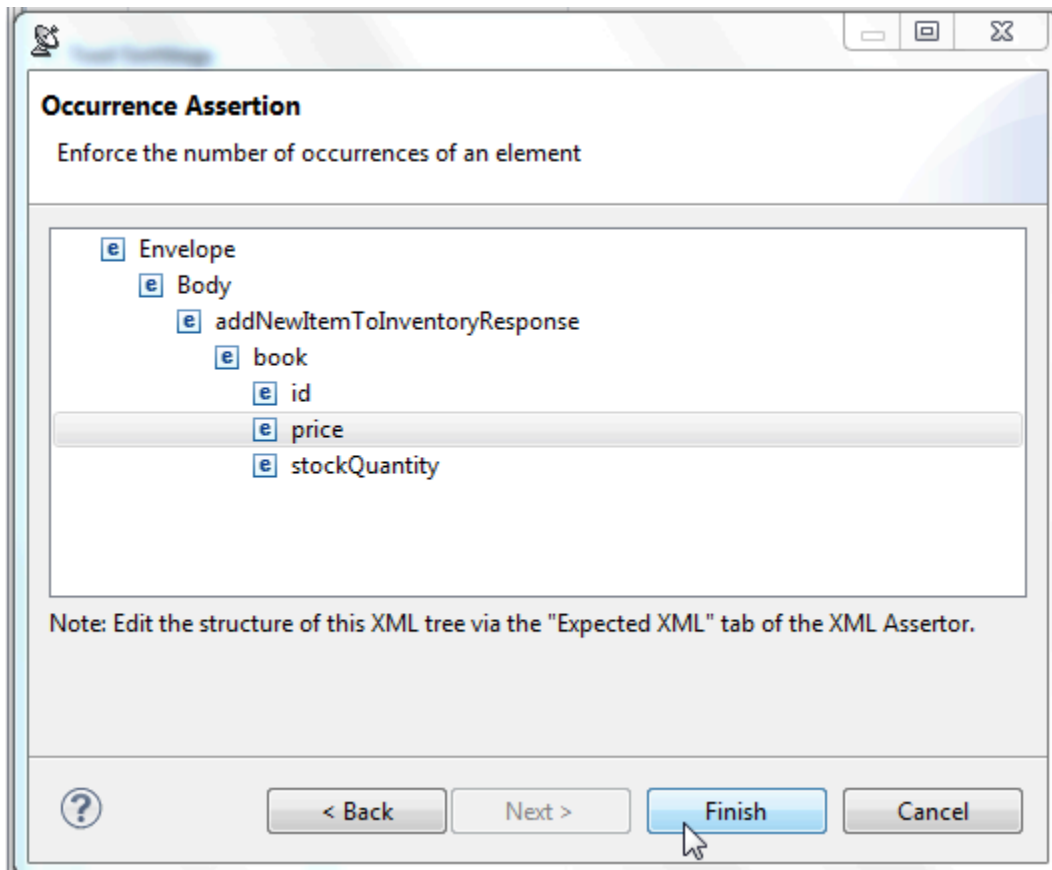 Occurrence Assertion
Enforce the number of occurrences of an element
e Envelope
e Body
e addNewItemToInventoryResponse
e book
e id
e price
e stockQuantity
Note: Edit the structure of this XML tree via the "Expected XML" tab of the XML Assertor.
? < Back Next > Finish Cancel